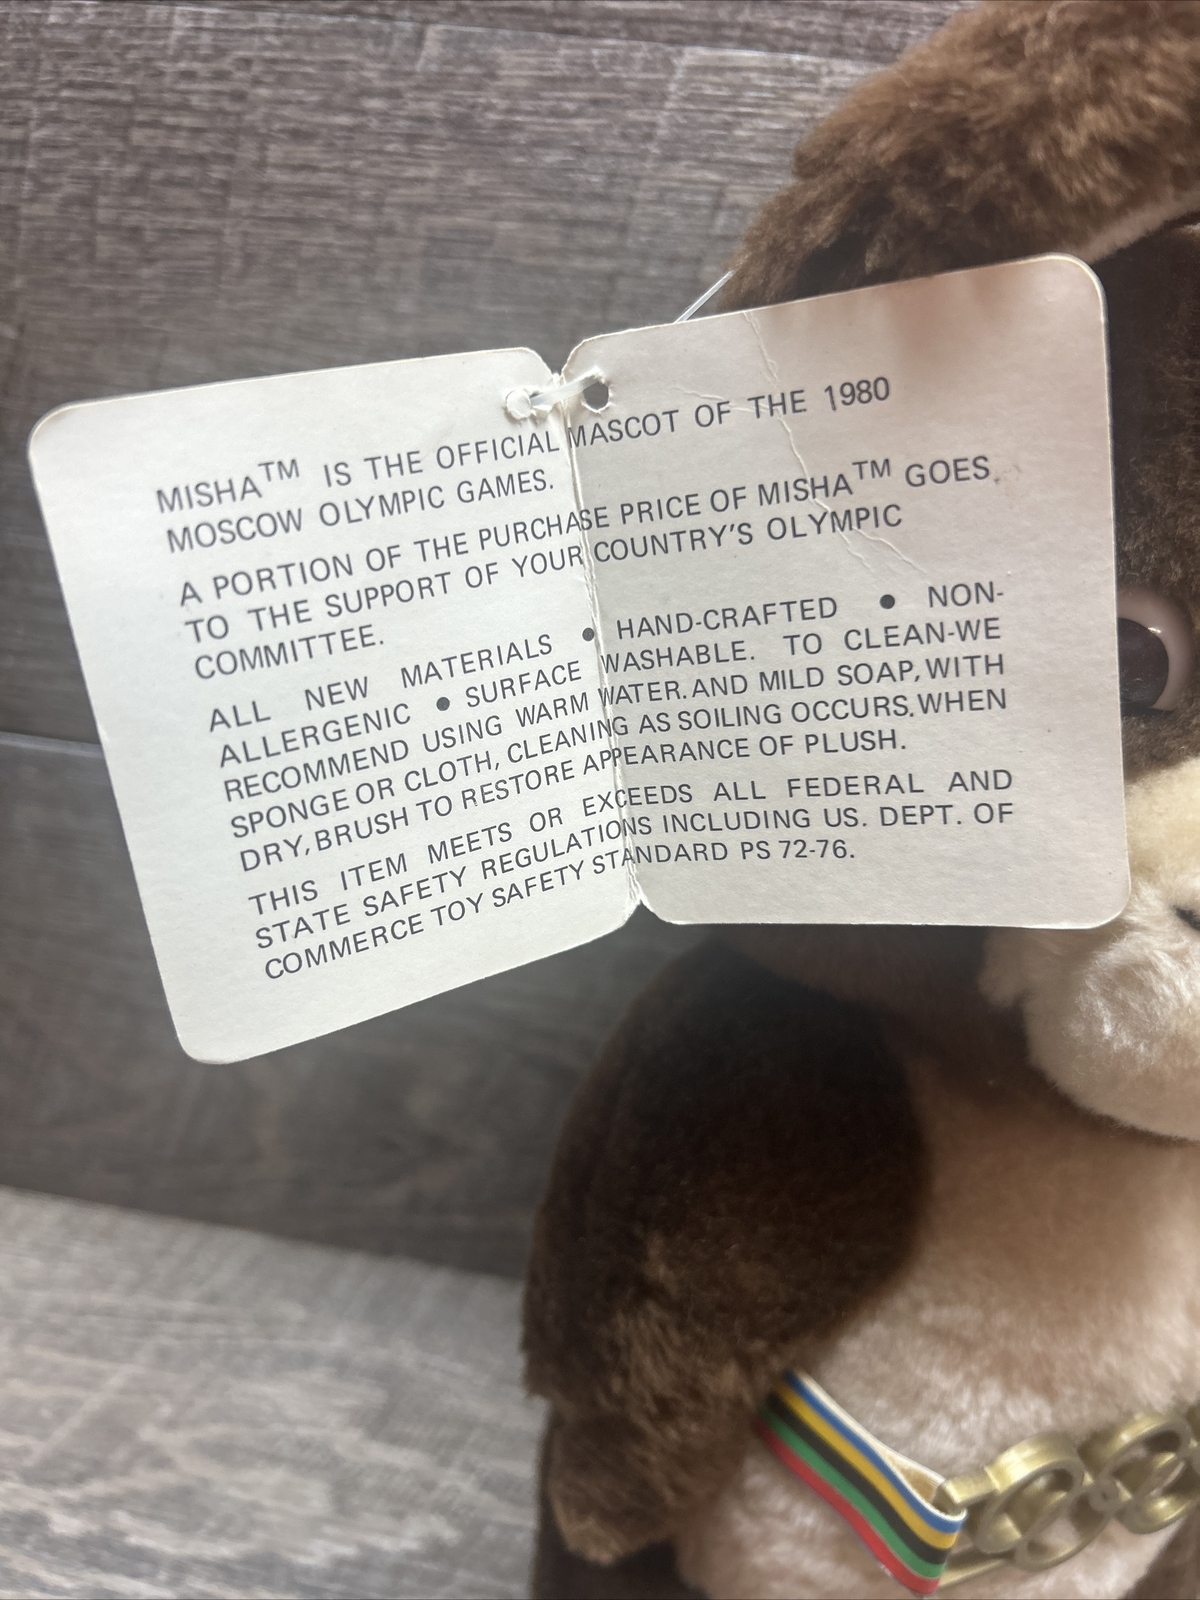 MISHA™ IS THE OFFICIAL MASCOT OF THE 1980
MOSCOW OLYMPIC GAMES.
A PORTION OF THE PURCHASE PRICE OF MISHA™ GOES
TO THE SUPPORT OF YOUR COUNTRY'S OLYMPIC
COMMITTEE.
ALL NEW MATERIALS ● HAND-CRAFTED ● NON-
ALLERGENIC ● SURFACE WASHABLE. TO CLEAN-WE
RECOMMEND USING WARM WATER. AND MILD SOAP, WITH
SPONGE OR CLOTH, CLEANING AS SOILING OCCURS. WHEN
DRY, BRUSH TO RESTORE APPEARANCE OF PLUSH.
THIS ITEM MEETS OR EXCEEDS ALL FEDERAL AND
STATE SAFETY REGULATIONS INCLUDING US. DEPT. OF
COMMERCE TOY SAFETY STANDARD PS 72-76.